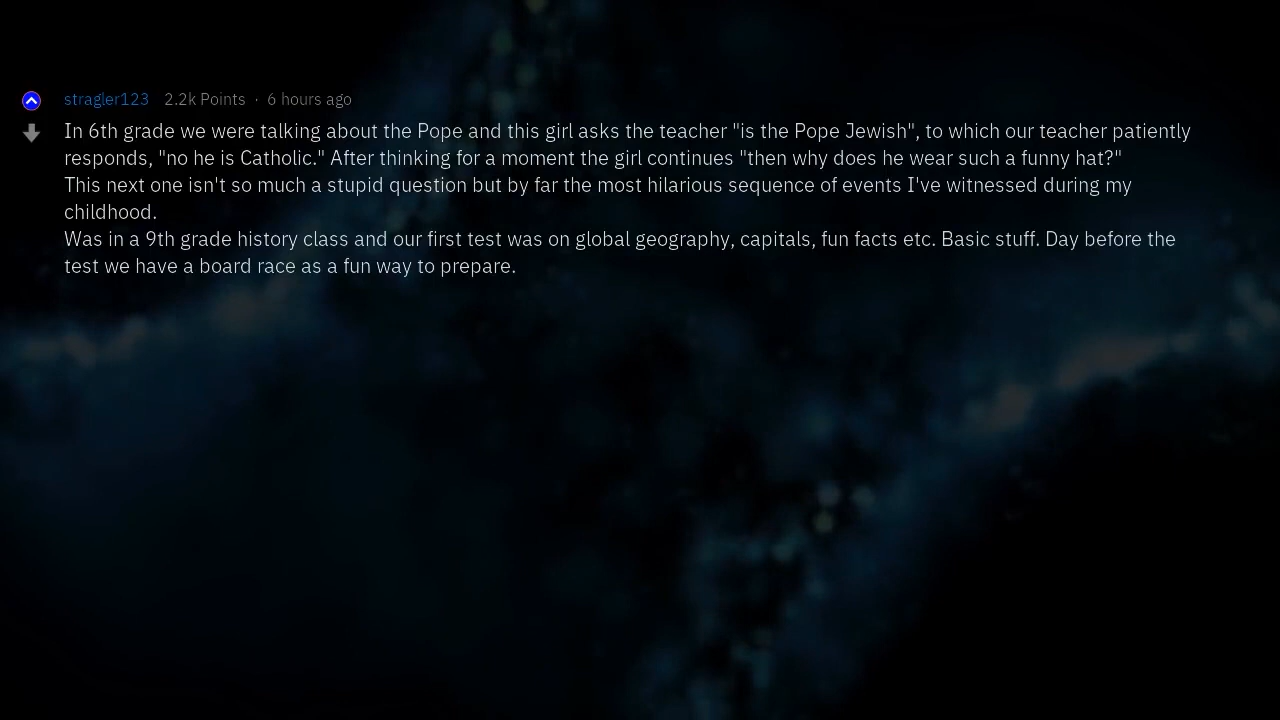 stragler123 2.2k Points · 6 hours ago
In 6th grade we were talking about the Pope and this girl asks the teacher "is the Pope Jewish", to which our teacher patiently
responds, "no he is Catholic." After thinking for a moment the girl continues "then why does he wear such a funny hat?"
This next one isn't so much a stupid question but by far the most hilarious sequence of events I've witnessed during my
childhood.
Was in a 9th grade history class and our first test was on global geography, capitals, fun facts etc. Basic stuff. Day before the
test we have a board race as a fun way to prepare.